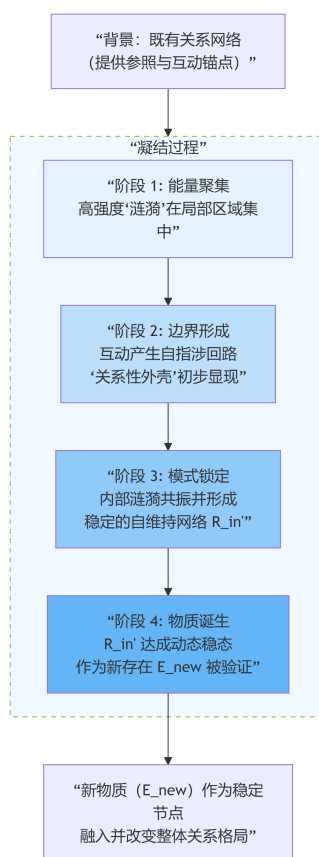 “背景：既有关系网络
（提供参照与互动锚点）”
“凝结过程”
“阶段 1: 能量聚集
高强度‘涟漪’在局部区域集
中”
“阶段 2: 边界形成
互动产生自指涉回路
‘关系性外壳’初步显现”
“阶段 3: 模式锁定
内部涟漪共振并形成
稳定的自维持网络 R_in'”
“阶段 4: 物质诞生
R_in' 达成动态稳态
作为新存在 E_new 被验证”
“新物质（E_new）作为稳定
节点
融入并改变整体关系格局”